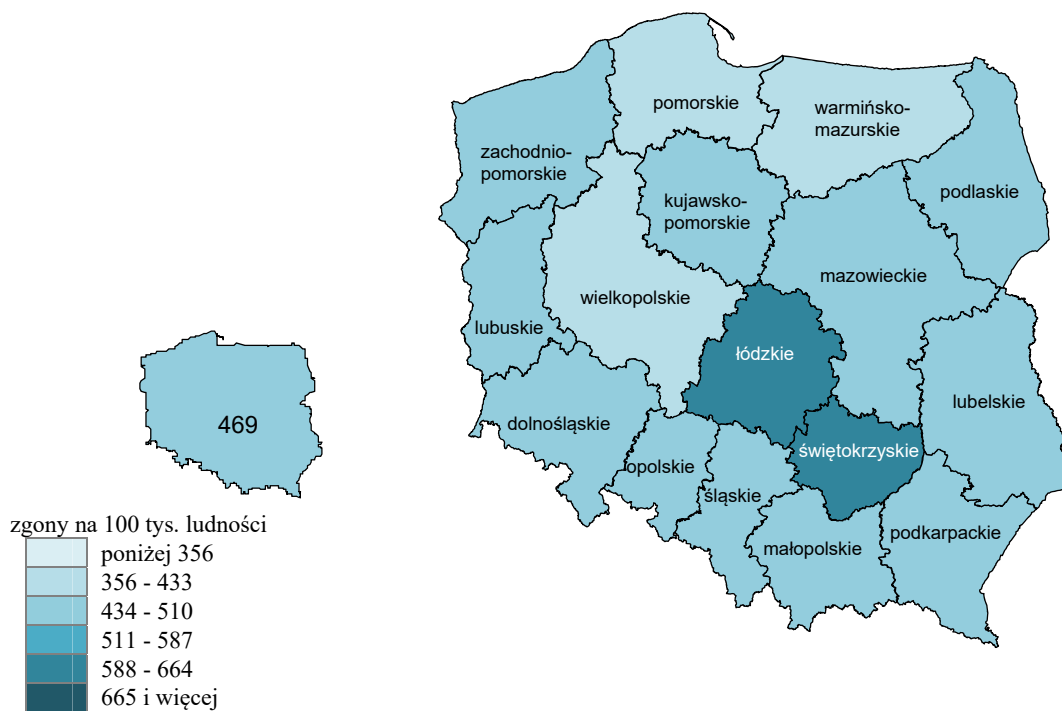 pomorskie
warmińsko-
mazurskie
zachodnio-
pomorskie
podlaskie
kujawsko-
pomorskie
mazowieckie
wielkopolskie
lubuskie
łódzkie
469
dolnośląskie
lubelskie
świętokrzyskie
opolskie
śląskie
podkarpackie
małopolskie
zgony na 100 tys. ludności
poniżej 356
356 - 433
434 - 510
511 - 587
588 - 664
665 i więcej